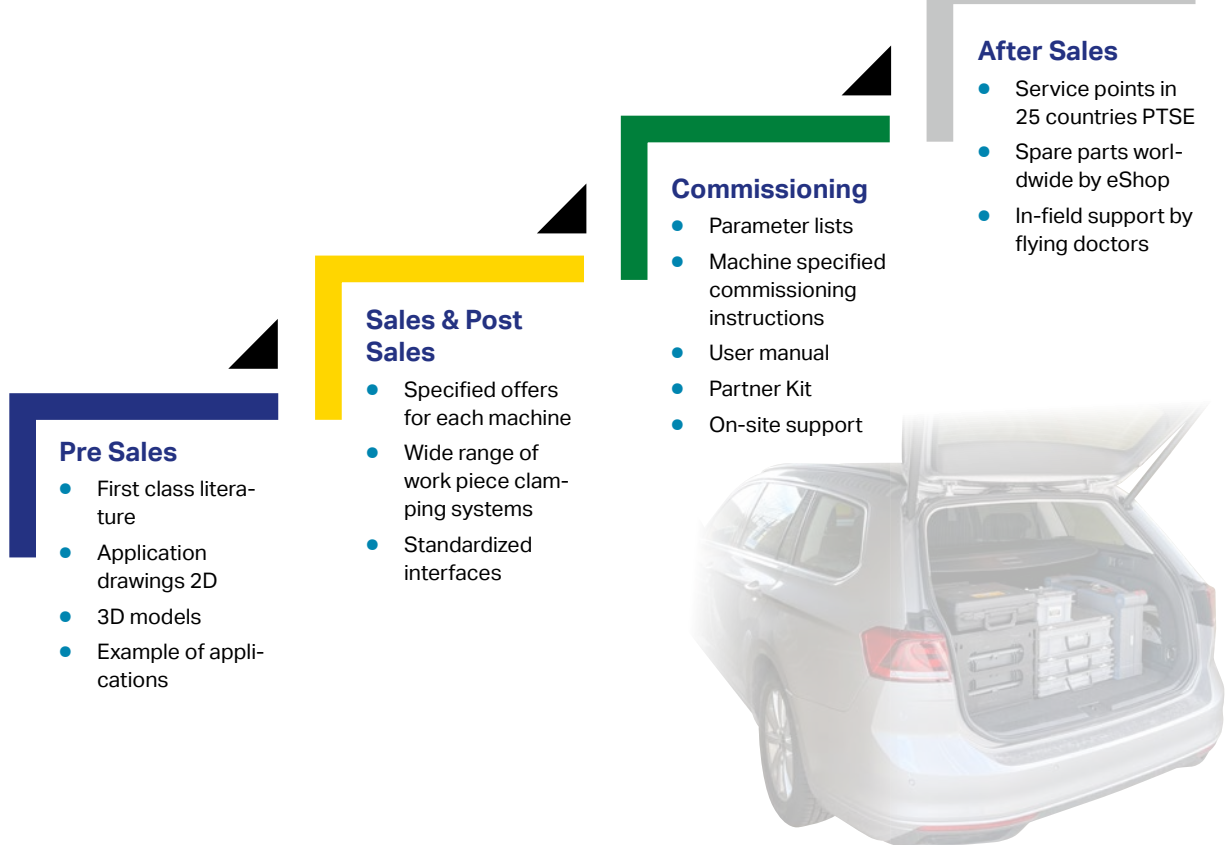 Pre Sales
First class litera-
ture
Application
drawings 2D
3D models
Example of appli-
cations
Sales & Post
Sales
Specified offers
for each machine
Wide range of
work piece clam-
ping systems
Standardized
interfaces
Commissioning
Parameter lists
Machine specified
commissioning
instructions
User manual
Partner Kit
On-site support
After Sales
Service points in
25 countries PTSE
Spare parts worl-
dwide by eShop
In-field support by
flying doctors